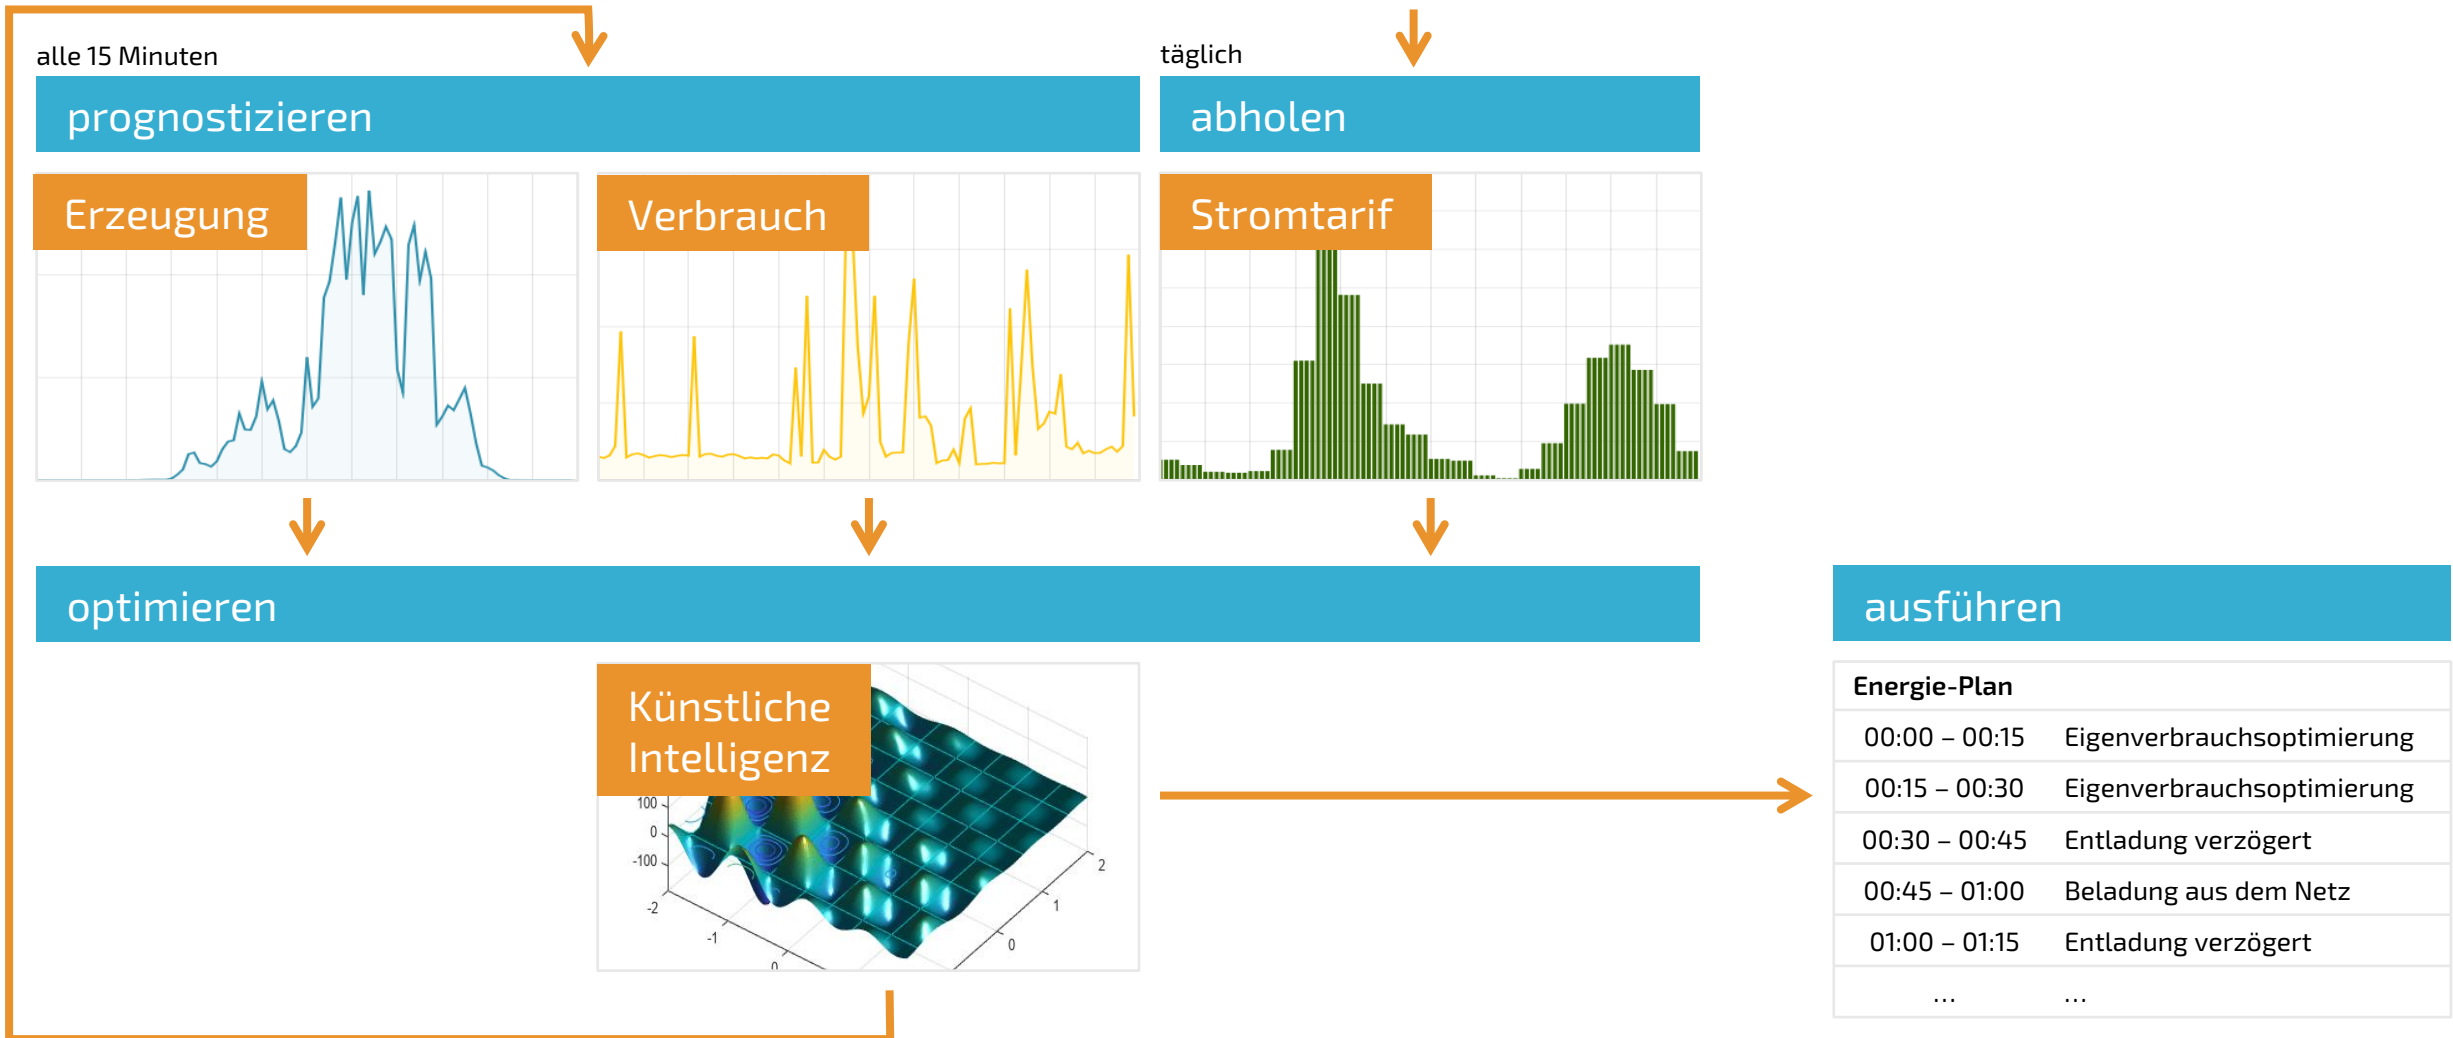 alle 15 Minuten
täglich
prognostizieren
abholen
Erzeugung
Verbrauch
Stromtarif
optimieren
ausführen
Künstliche
Intelligenz
100
0
-100
-2
-1
0
0
1
2
Energie-Plan
00:00 – 00:15 Eigenverbrauchsoptimierung
00:15 – 00:30 Eigenverbrauchsoptimierung
00:30 – 00:45 Entladung verzögert
00:45 – 01:00 Beladung aus dem Netz
01:00 – 01:15 Entladung verzögert
… …